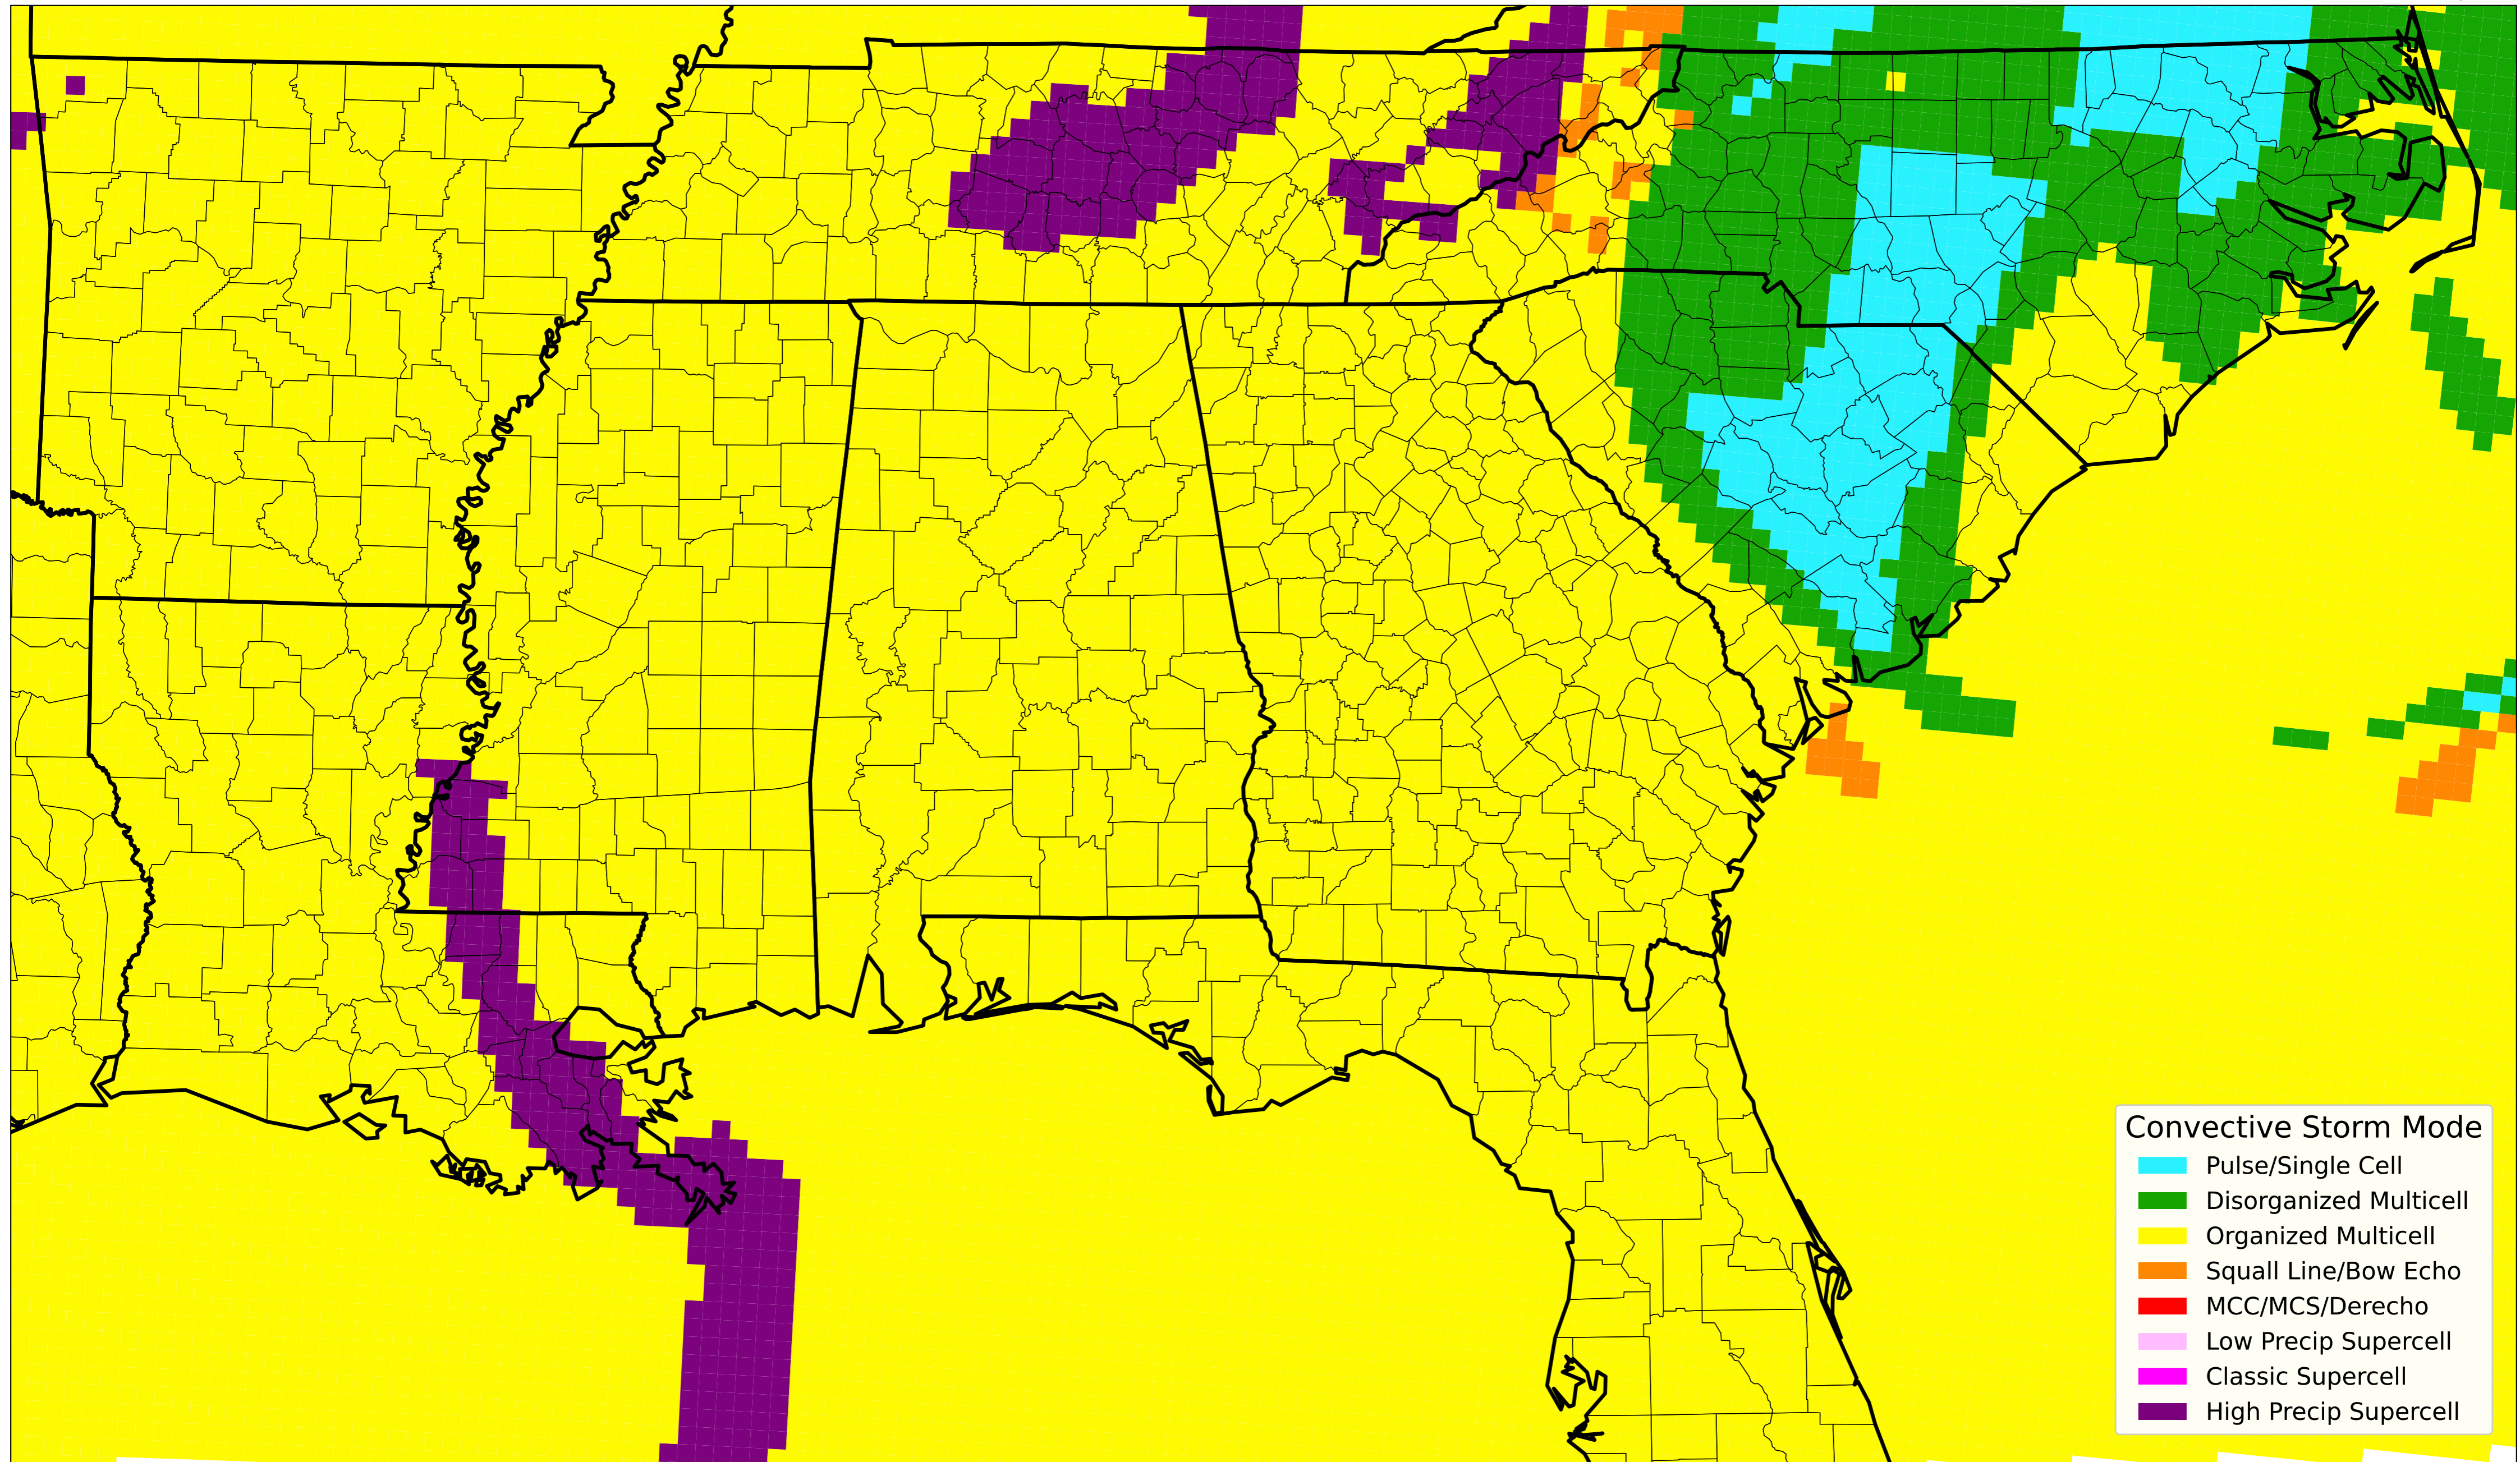 Convective Storm Mode
Pulse/Single Cell
Disorganized Multicell
Organized Multicell
Squall Line/Bow Echo
MCC/MCS/Derecho
Low Precip Supercell
Classic Supercell
High Precip Supercell